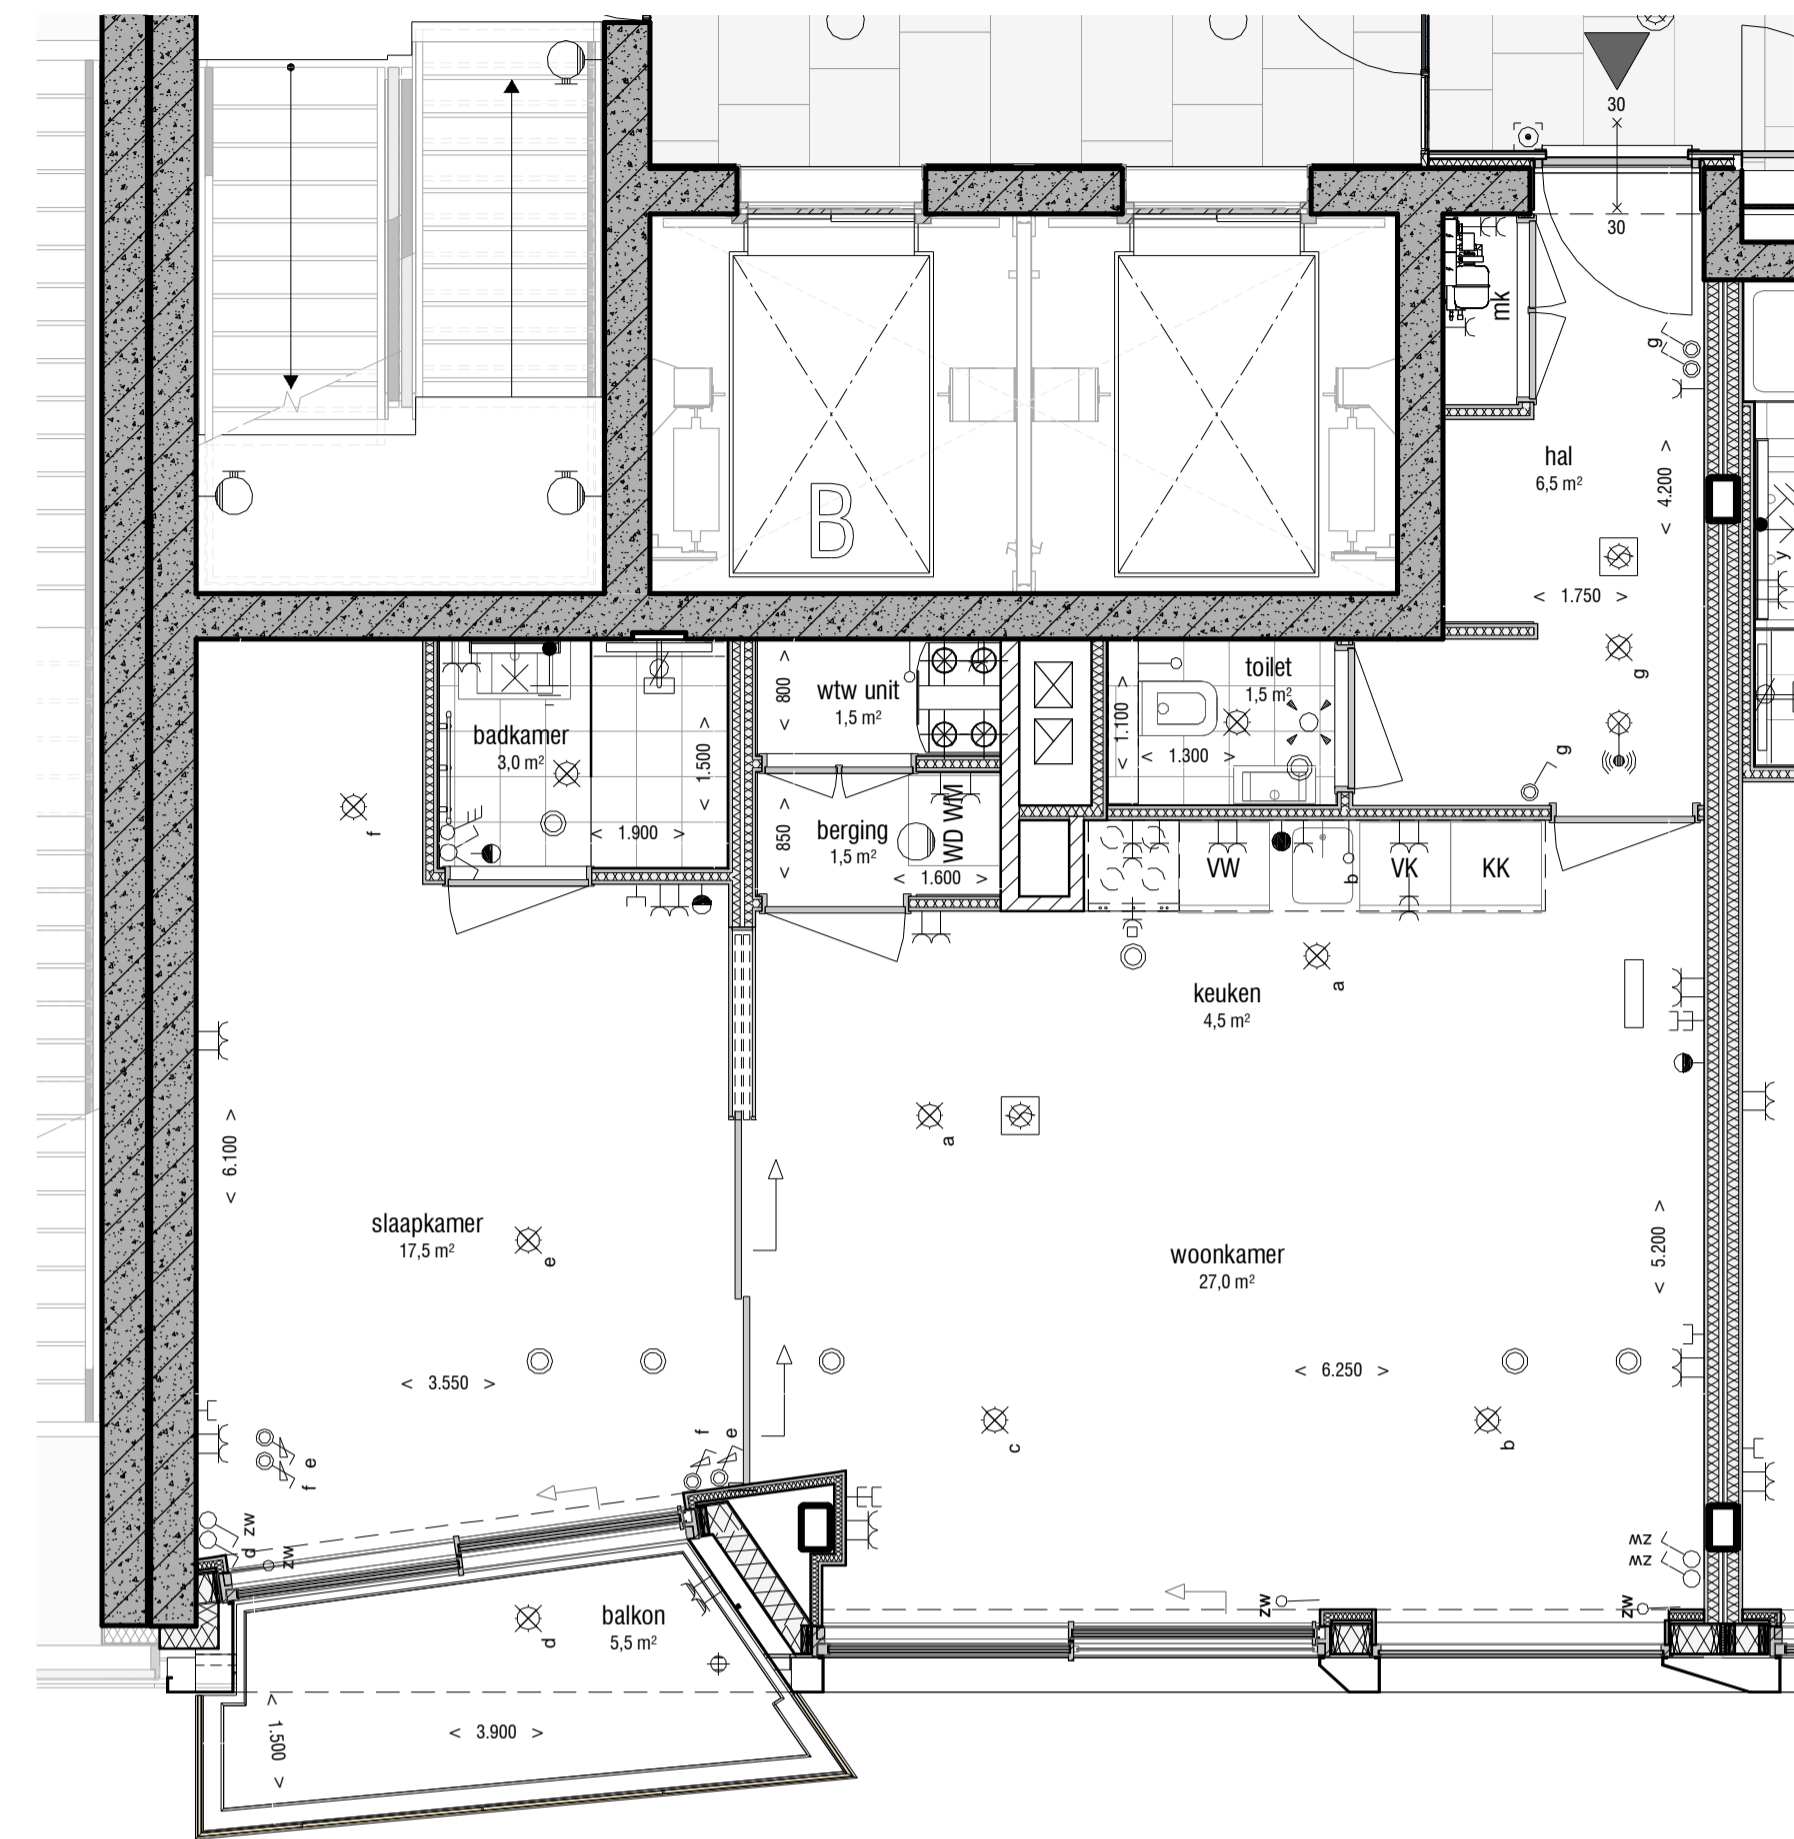 30
30
mk
g
hal
6,5 m²
< 4.200 >
< 1.750 >
g
g
y
B
toilet
1,5 m²
< 1.100 >
< 1.300 >
wtw unit
1,5 m²
< 800 >
badkamer
3,0 m²
< 1.500 >
< 1.900 >
berging
1,5 m²
< 850 >
< 1.600 >
WD WM
VW
b
VK
KK
f
a
keuken
4,5 m²
a
< 6.100 >
slaapkamer
17,5 m²
e
woonkamer
27,0 m²
< 5.200 >
< 3.550 >
< 6.250 >
c
b
f e
f e
zw
d
zw
zw
zw
zw
zw
balkon
5,5 m²
d
< 1.500 >
< 3.900 >